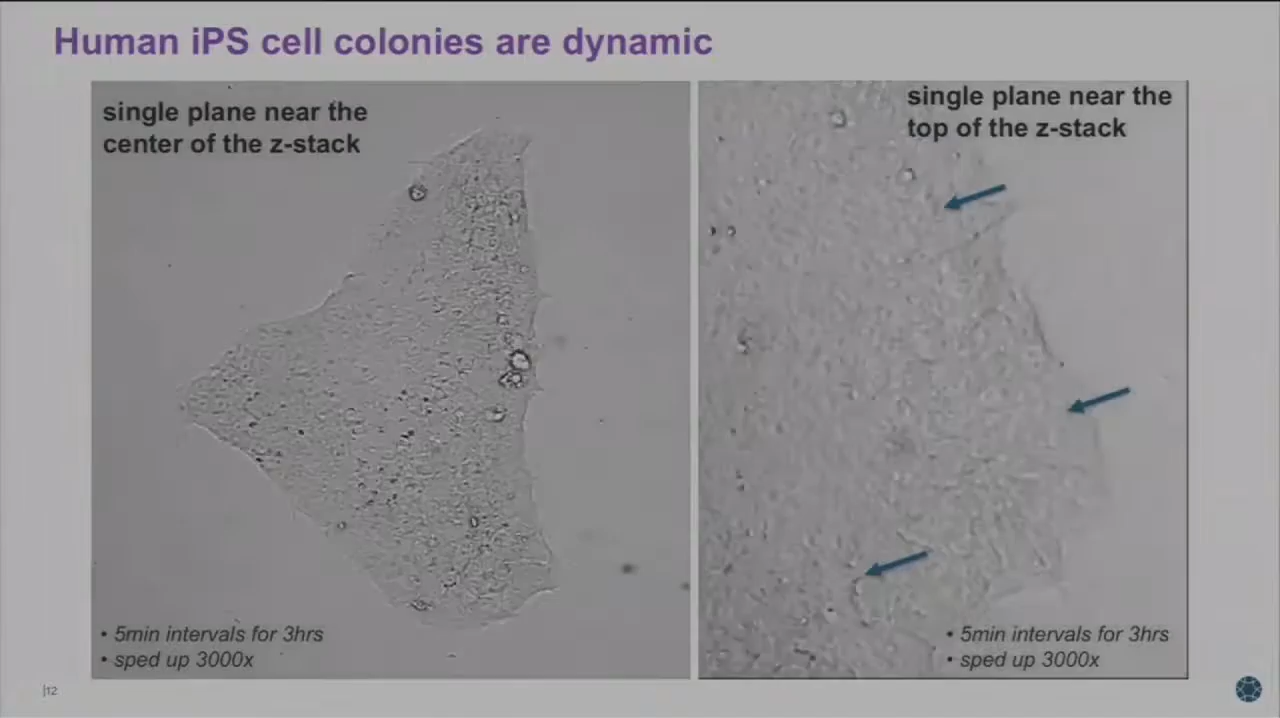 Human iPS cell colonies are dynamic
single plane near the
center of the z-stack
• 5min intervals for 3hrs
• sped up 3000x
single plane near the
top of the z-stack
• 5min intervals for 3hrs
• sped up 3000x
|12